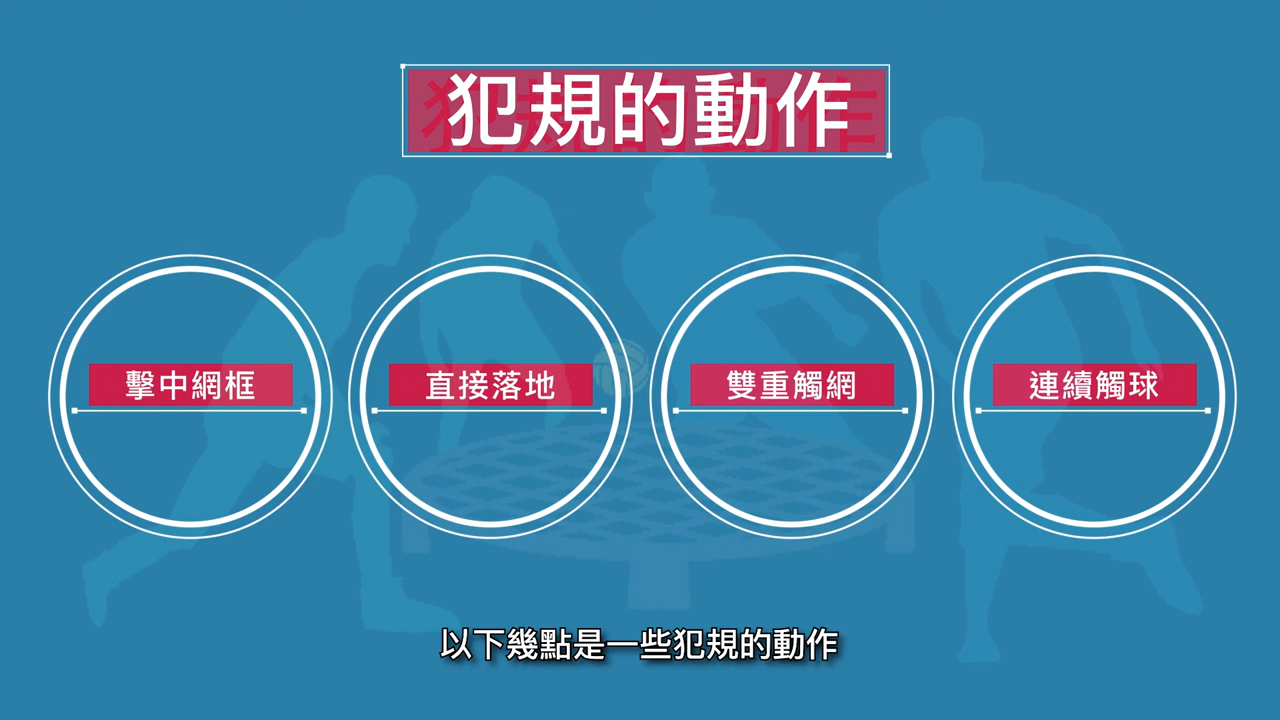 犯規的動作
擊中網框
直接落地
雙重觸網
連續觸球
以下幾點是一些犯規的動作